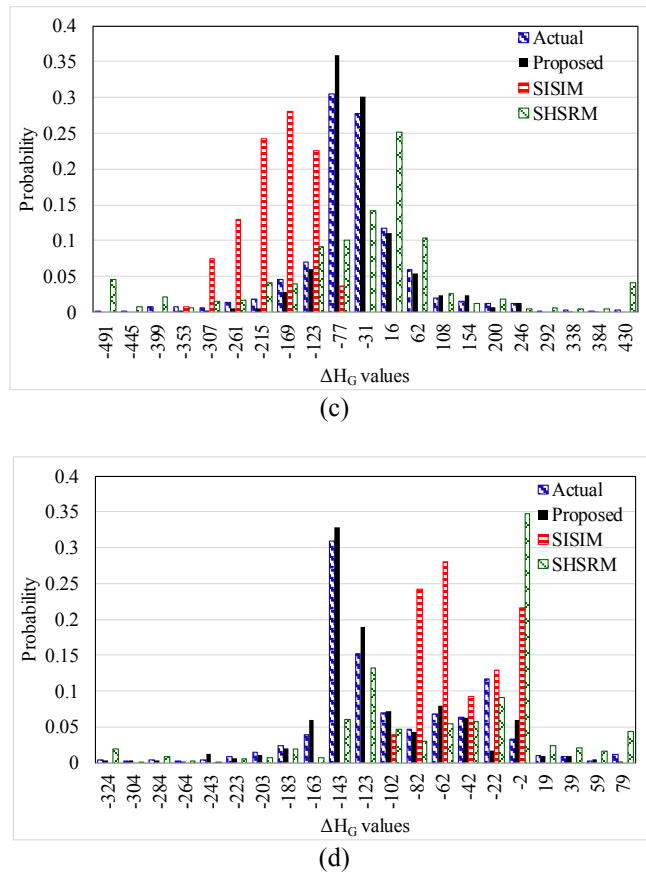 0.4
0.35
0.3
0.25
0.2
0.15
0.1
0.05
0
Probability
Actual
Proposed
SISIM
SHSRM
-491 -445 -399 -353 -307 -261 -215 -169 -123 -77 -31 16 62 108 154 200 246 292 338 384 430
ΔHG values
(c)
0.4
0.35
0.3
0.25
0.2
0.15
0.1
0.05
0
Probability
Actual
Proposed
SISIM
SHSRM
-324 -304 -284 -264 -243 -223 -203 -183 -163 -143 -123 -102 -82 -62 -42 -22 -2 19 39 59 79
ΔHG values
(d)